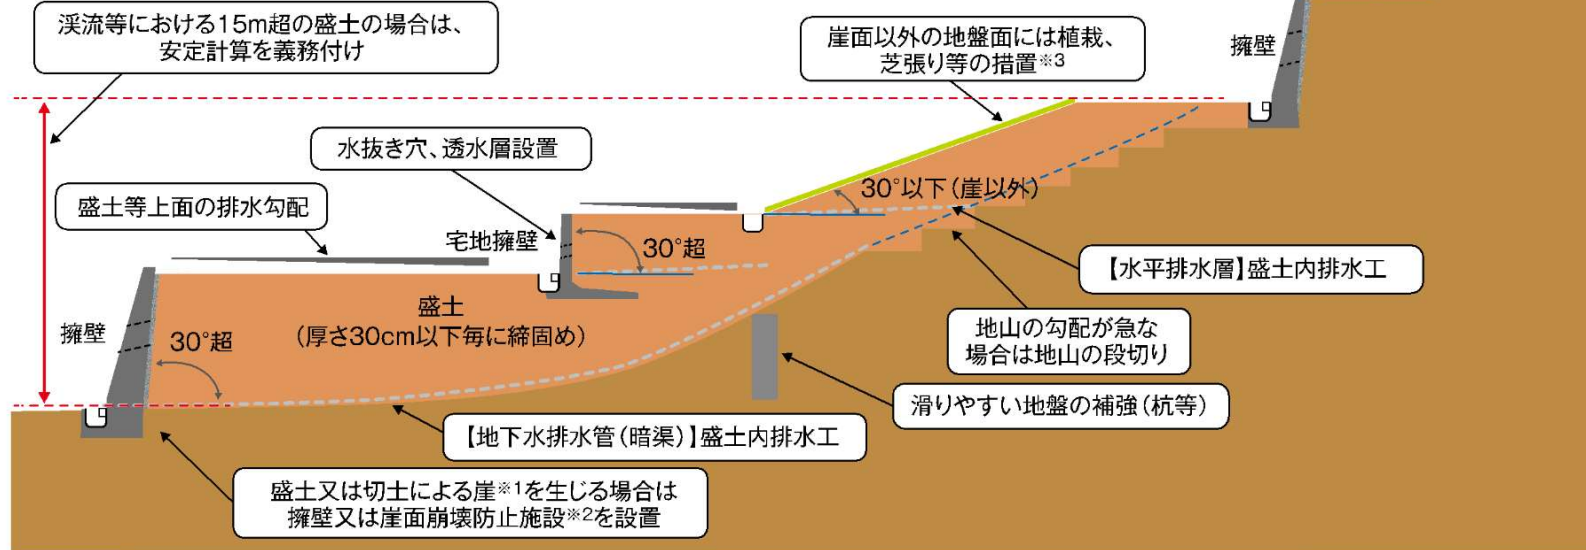 渓流等における15m超の盛土の場合は、
安定計算を義務付け
崖面以外の地盤面には植栽、
芝張り等の措置※3
擁壁
水抜き穴、透水層設置
盛土等上面の排水勾配
30°以下（崖以外）
宅地擁壁
30°超
【水平排水層】盛土内排水工
盛土
（厚さ30cm以下毎に締固め）
擁壁
30°超
地山の勾配が急な
場合は地山の段切り
滑りやすい地盤の補強（杭等）
【地下水排水管（暗渠）】盛土内排水工
盛土又は切土による崖※1を生じる場合は
擁壁又は崖面崩壊防止施設※2を設置